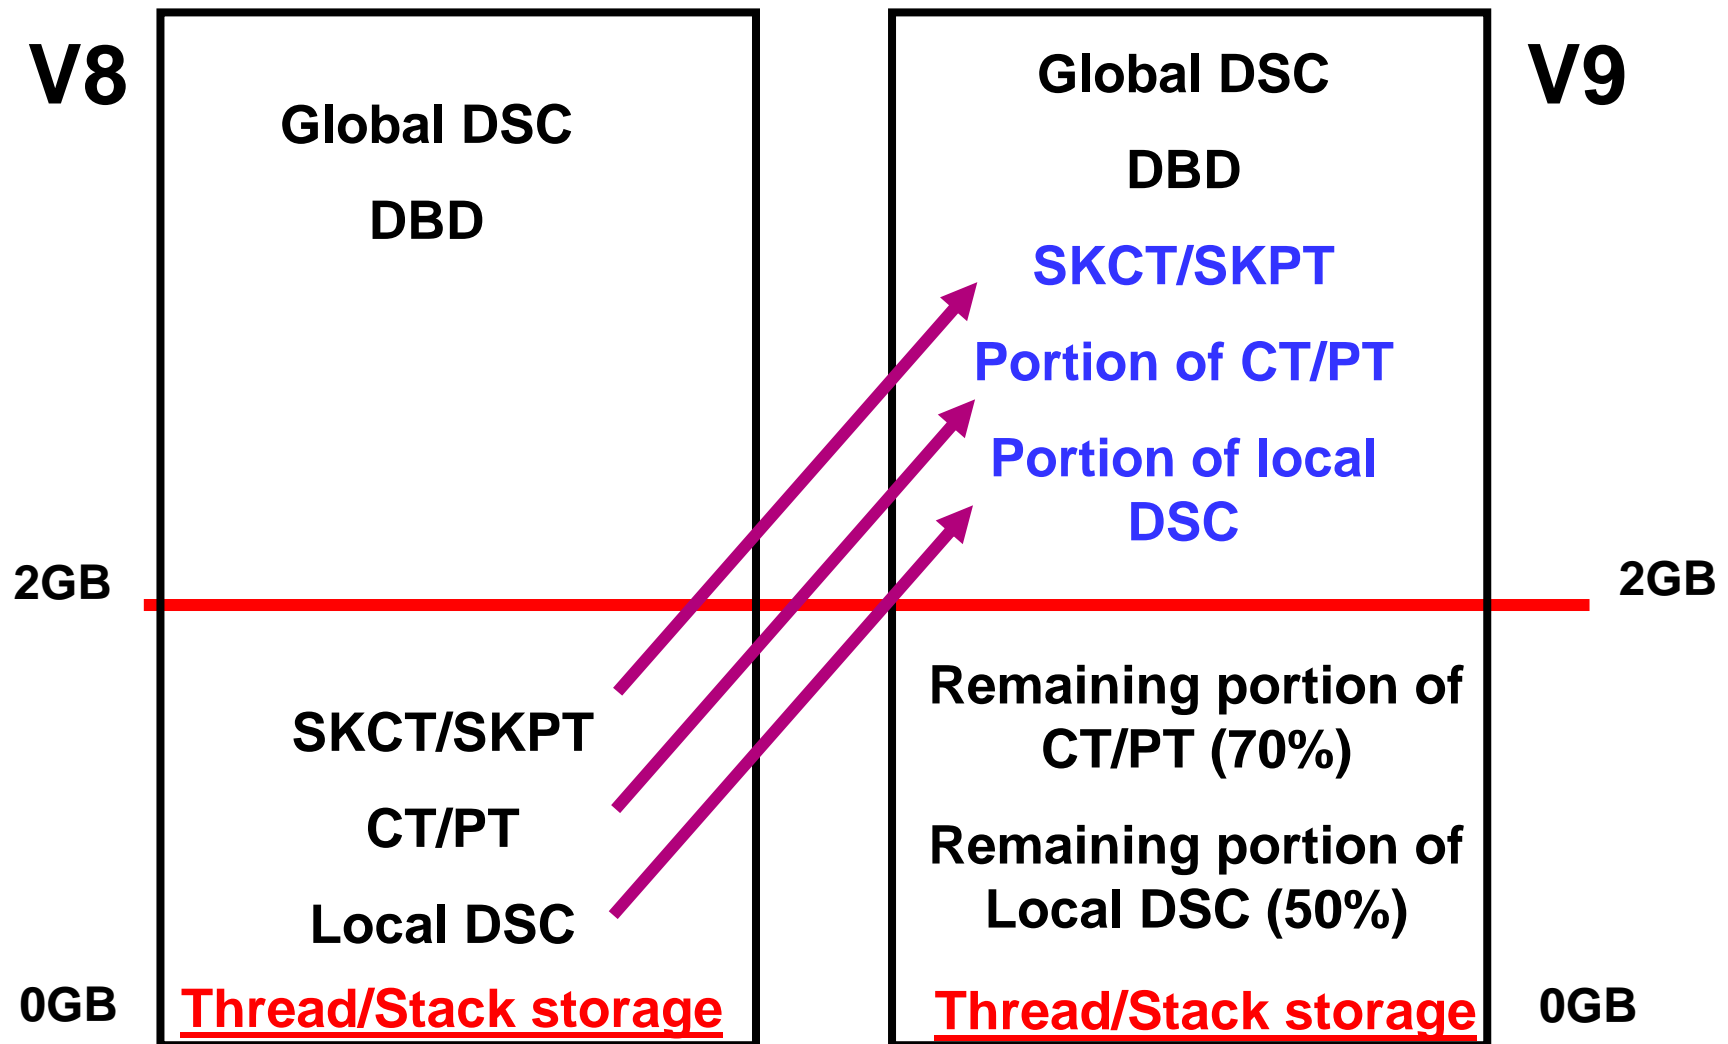 V8
Global DSC
DBD
2GB
SKCT/SKPT
CT/PT
Local DSC
0GB
Thread/Stack storage
V9
Global DSC
DBD
SKCT/SKPT
Portion of CT/PT
Portion of local
DSC
2GB
Remaining portion of
CT/PT (70%)
Remaining portion of
Local DSC (50%)
Thread/Stack storage
0GB